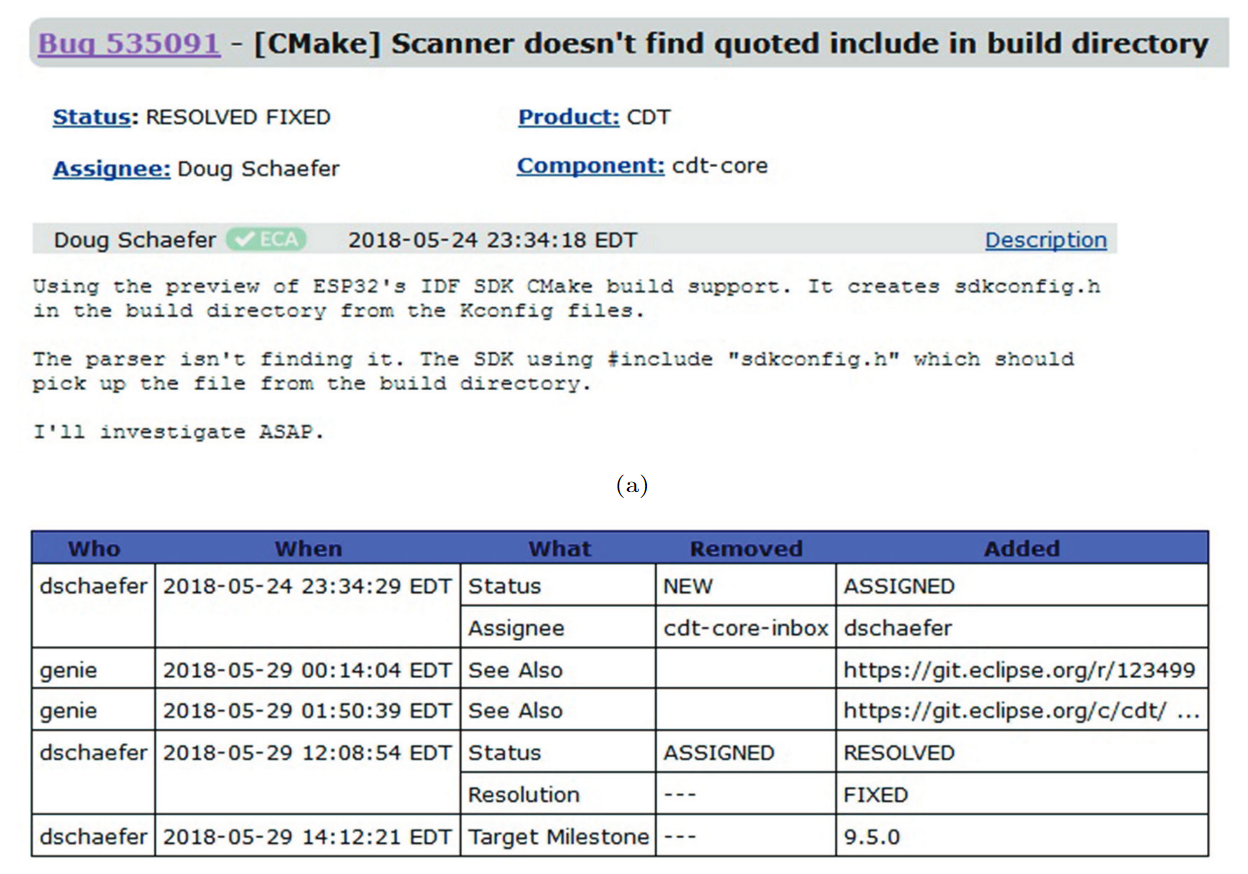 Bug 535091 - [CMake] Scanner doesn't find quoted include in build directory
Status: RESOLVED FIXED Product: CDT
Assignee: Doug Schaefer Component: cdt-core
Doug Schaefer ✓ ECA 2018-05-24 23:34:18 EDT Description
Using the preview of ESP32's IDF SDK CMake build support. It creates sdkconfig.h
in the build directory from the Kconfig files.
The parser isn't finding it. The SDK using #include "sdkconfig.h" which should
pick up the file from the build directory.
I'll investigate ASAP.
(a)
Who When What Removed Added
dschaefer 2018-05-24 23:34:29 EDT Status NEW ASSIGNED
Assignee cdt-core-inbox dschaefer
genie 2018-05-29 00:14:04 EDT See Also https://git.eclipse.org/r/123499
genie 2018-05-29 01:50:39 EDT See Also https://git.eclipse.org/c/cdt/ ...
dschaefer 2018-05-29 12:08:54 EDT Status ASSIGNED RESOLVED
Resolution --- FIXED
dschaefer 2018-05-29 14:12:21 EDT Target Milestone --- 9.5.0